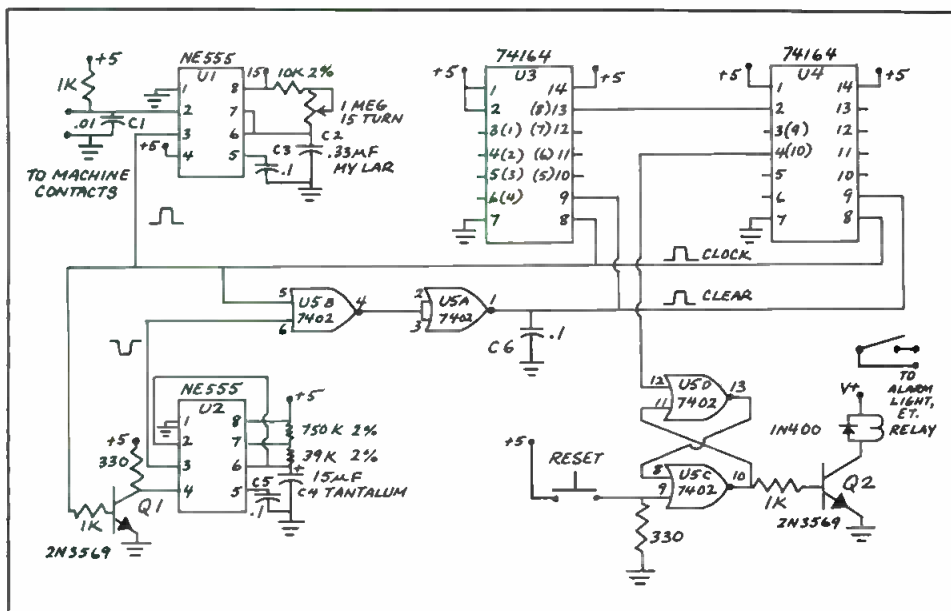 +5
1K
.01
C1
TO MACHINE
CONTACTS
NE555
U1
1
2
3
4
+5
8
7
6
5
15
10K 2%
1 MEG
15 TURN
C2
.33µF
MYLAR
C3
.1
74164
U3
+5
1
2
3(1)
4(2)
5(3)
6(4)
7
14
+5
(8)13
(7)12
11
(6)
(5)10
9
8
74164
U4
+5
1
2
3(9)
4(10)
5
6
7
14
+5
13
12
11
10
9
8
CLOCK
CLEAR
5
6
U5B
7402
4
2
3
U5A
7402
1
C6
.1
NE555
U2
1
2
3
4
8
7
6
5
+5
750K 2%
39K 2%
+
15µF
C4 TANTALUM
C5
.1
+5
330
1K
Q1
2N3569
12
11
U5D
7402
13
8
9
U5C
7402
10
+5
RESET
330
1K
Q2
2N3569
1N400
V+
RELAY
TO
ALARM
LIGHT,
ET.